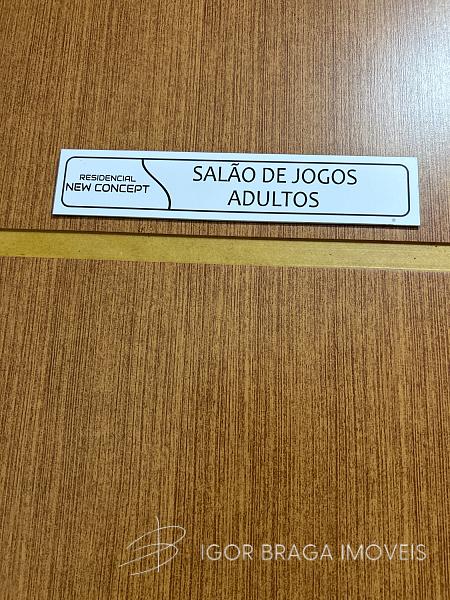 RESIDENCIAL
NEW CONCEPT
SALÃO DE JOGOS
ADULTOS
IGOR BRAGA IMOVEIS